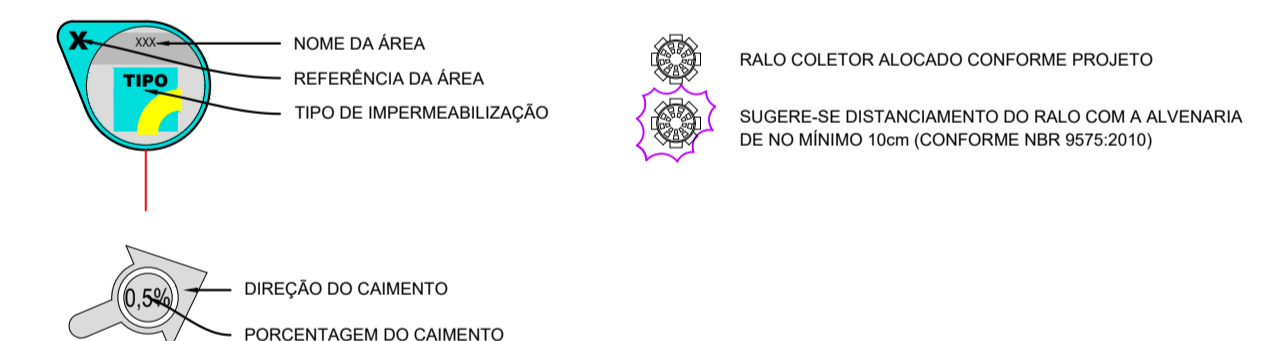 X
XXX
TIPO
NOME DA ÁREA
REFERÊNCIA DA ÁREA
TIPO DE IMPERMEABILIZAÇÃO
0,5%
DIREÇÃO DO CAIMENTO
PORCENTAGEM DO CAIMENTO
RALO COLETOR ALOCADO CONFORME PROJETO
SUGERE-SE DISTANCIAMENTO DO RALO COM A ALVENARIA
DE NO MÍNIMO 10cm (CONFORME NBR 9575:2010)